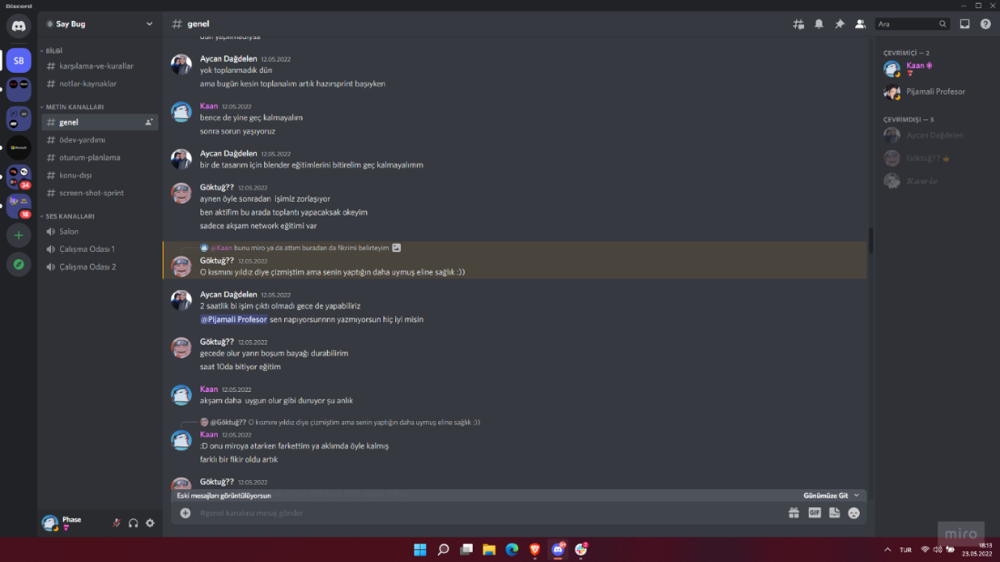 Discord
Say Bug
BİLGİ
# karşılama-ve-kurallar
# notlar-kaynaklar
METİN KANALLARI
# genel
# ödev-yardımı
# oturum-planlama
# konu-dışı
# screen-shot-sprint
SES KANALLARI
Salon
Çalışma Odası 1
Çalışma Odası 2
SB
34
18
Phase
# genel
Ara
dün yapılmadıysa
Aycan Dağdelen 12.05.2022
yok toplanmadık dün
ama bugün kesin toplanalım artık hazırsprint başıyken
Kaan 12.05.2022
bence de yine geç kalmayalım
sonra sorun yaşıyoruz
Aycan Dağdelen 12.05.2022
bir de tasarım için blender eğitimlerini bitirelim geç kalmayalımm
Göktuğ?? 12.05.2022
aynen öyle sonradan işimiz zorlaşıyor
ben aktifim bu arada toplantı yapacaksak okeyim
sadece akşam network eğitimi var
@Kaan bunu miro ya da attım buradan da fikrimi belirteyim
Göktuğ?? 12.05.2022
O kısmını yıldız diye çizmiştim ama senin yaptığın daha uymuş eline sağlık :))
Aycan Dağdelen 12.05.2022
2 saatlik bi işim çıktı olmadı gece de yapabiliriz
@Pijamali Profesor sen napıyorsunnnn yazmıyorsun hiç iyi misin
Göktuğ?? 12.05.2022
gecede olur yarın boşum bayağı durabilirim
saat 10da bitiyor eğitim
Kaan 12.05.2022
akşam daha uygun olur gibi duruyor şu anlık
@Göktuğ?? O kısmını yıldız diye çizmiştim ama senin yaptığın daha uymuş eline sağlık :))
Kaan 12.05.2022
:D onu miroya atarken farkettim ya aklımda öyle kalmış
farklı bir fikir oldu artık
Göktuğ?? 12.05.2022
Eski mesajları görüntülüyorsun
Günümüze Git
#genel kanalına mesaj gönder
GIF
ÇEVRİMİÇİ — 2
Kaan
Pijamali Profesor
ÇEVRİMDIŞI — 3
Aycan Dağdelen
Göktuğ??
miro
TUR
18:13
23.05.2022